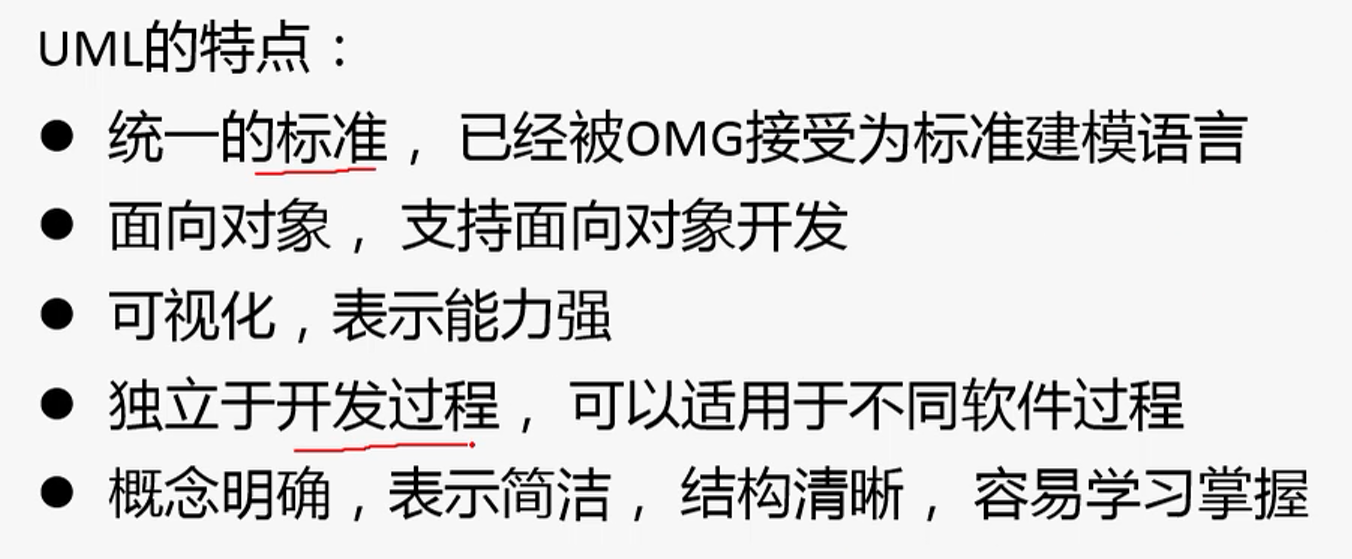 UML的特点：
● 统一的标准，已经被OMG接受为标准建模语言
● 面向对象，支持面向对象开发
● 可视化，表示能力强
● 独立于开发过程，可以适用于不同软件过程
● 概念明确，表示简洁，结构清晰，容易学习掌握